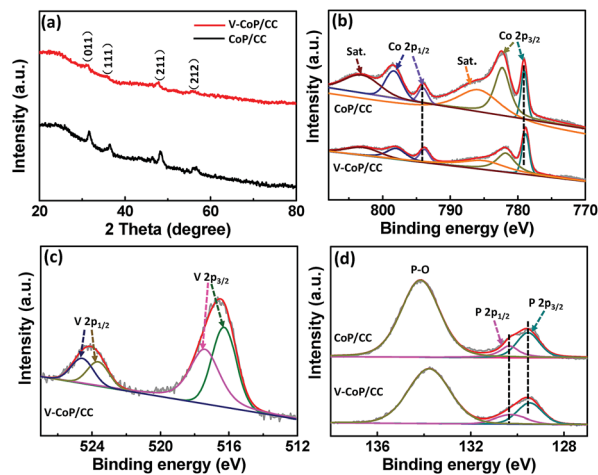 (a)
V-CoP/CC
CoP/CC
(011)
(111)
(211)
(212)
Intensity (a.u.)
20 30 40 50 60 70 80
2 Theta (degree)
(b)
Co 2p3/2
Sat.
Co 2p1/2
Sat.
CoP/CC
V-CoP/CC
Intensity (a.u.)
800 790 780 770
Binding energy (eV)
(c)
V 2p3/2
V 2p1/2
V-CoP/CC
Intensity (a.u.)
524 520 516 512
Binding energy (eV)
(d)
P-O
P 2p1/2
P 2p3/2
CoP/CC
V-CoP/CC
Intensity (a.u.)
136 132 128
Binding energy (eV)